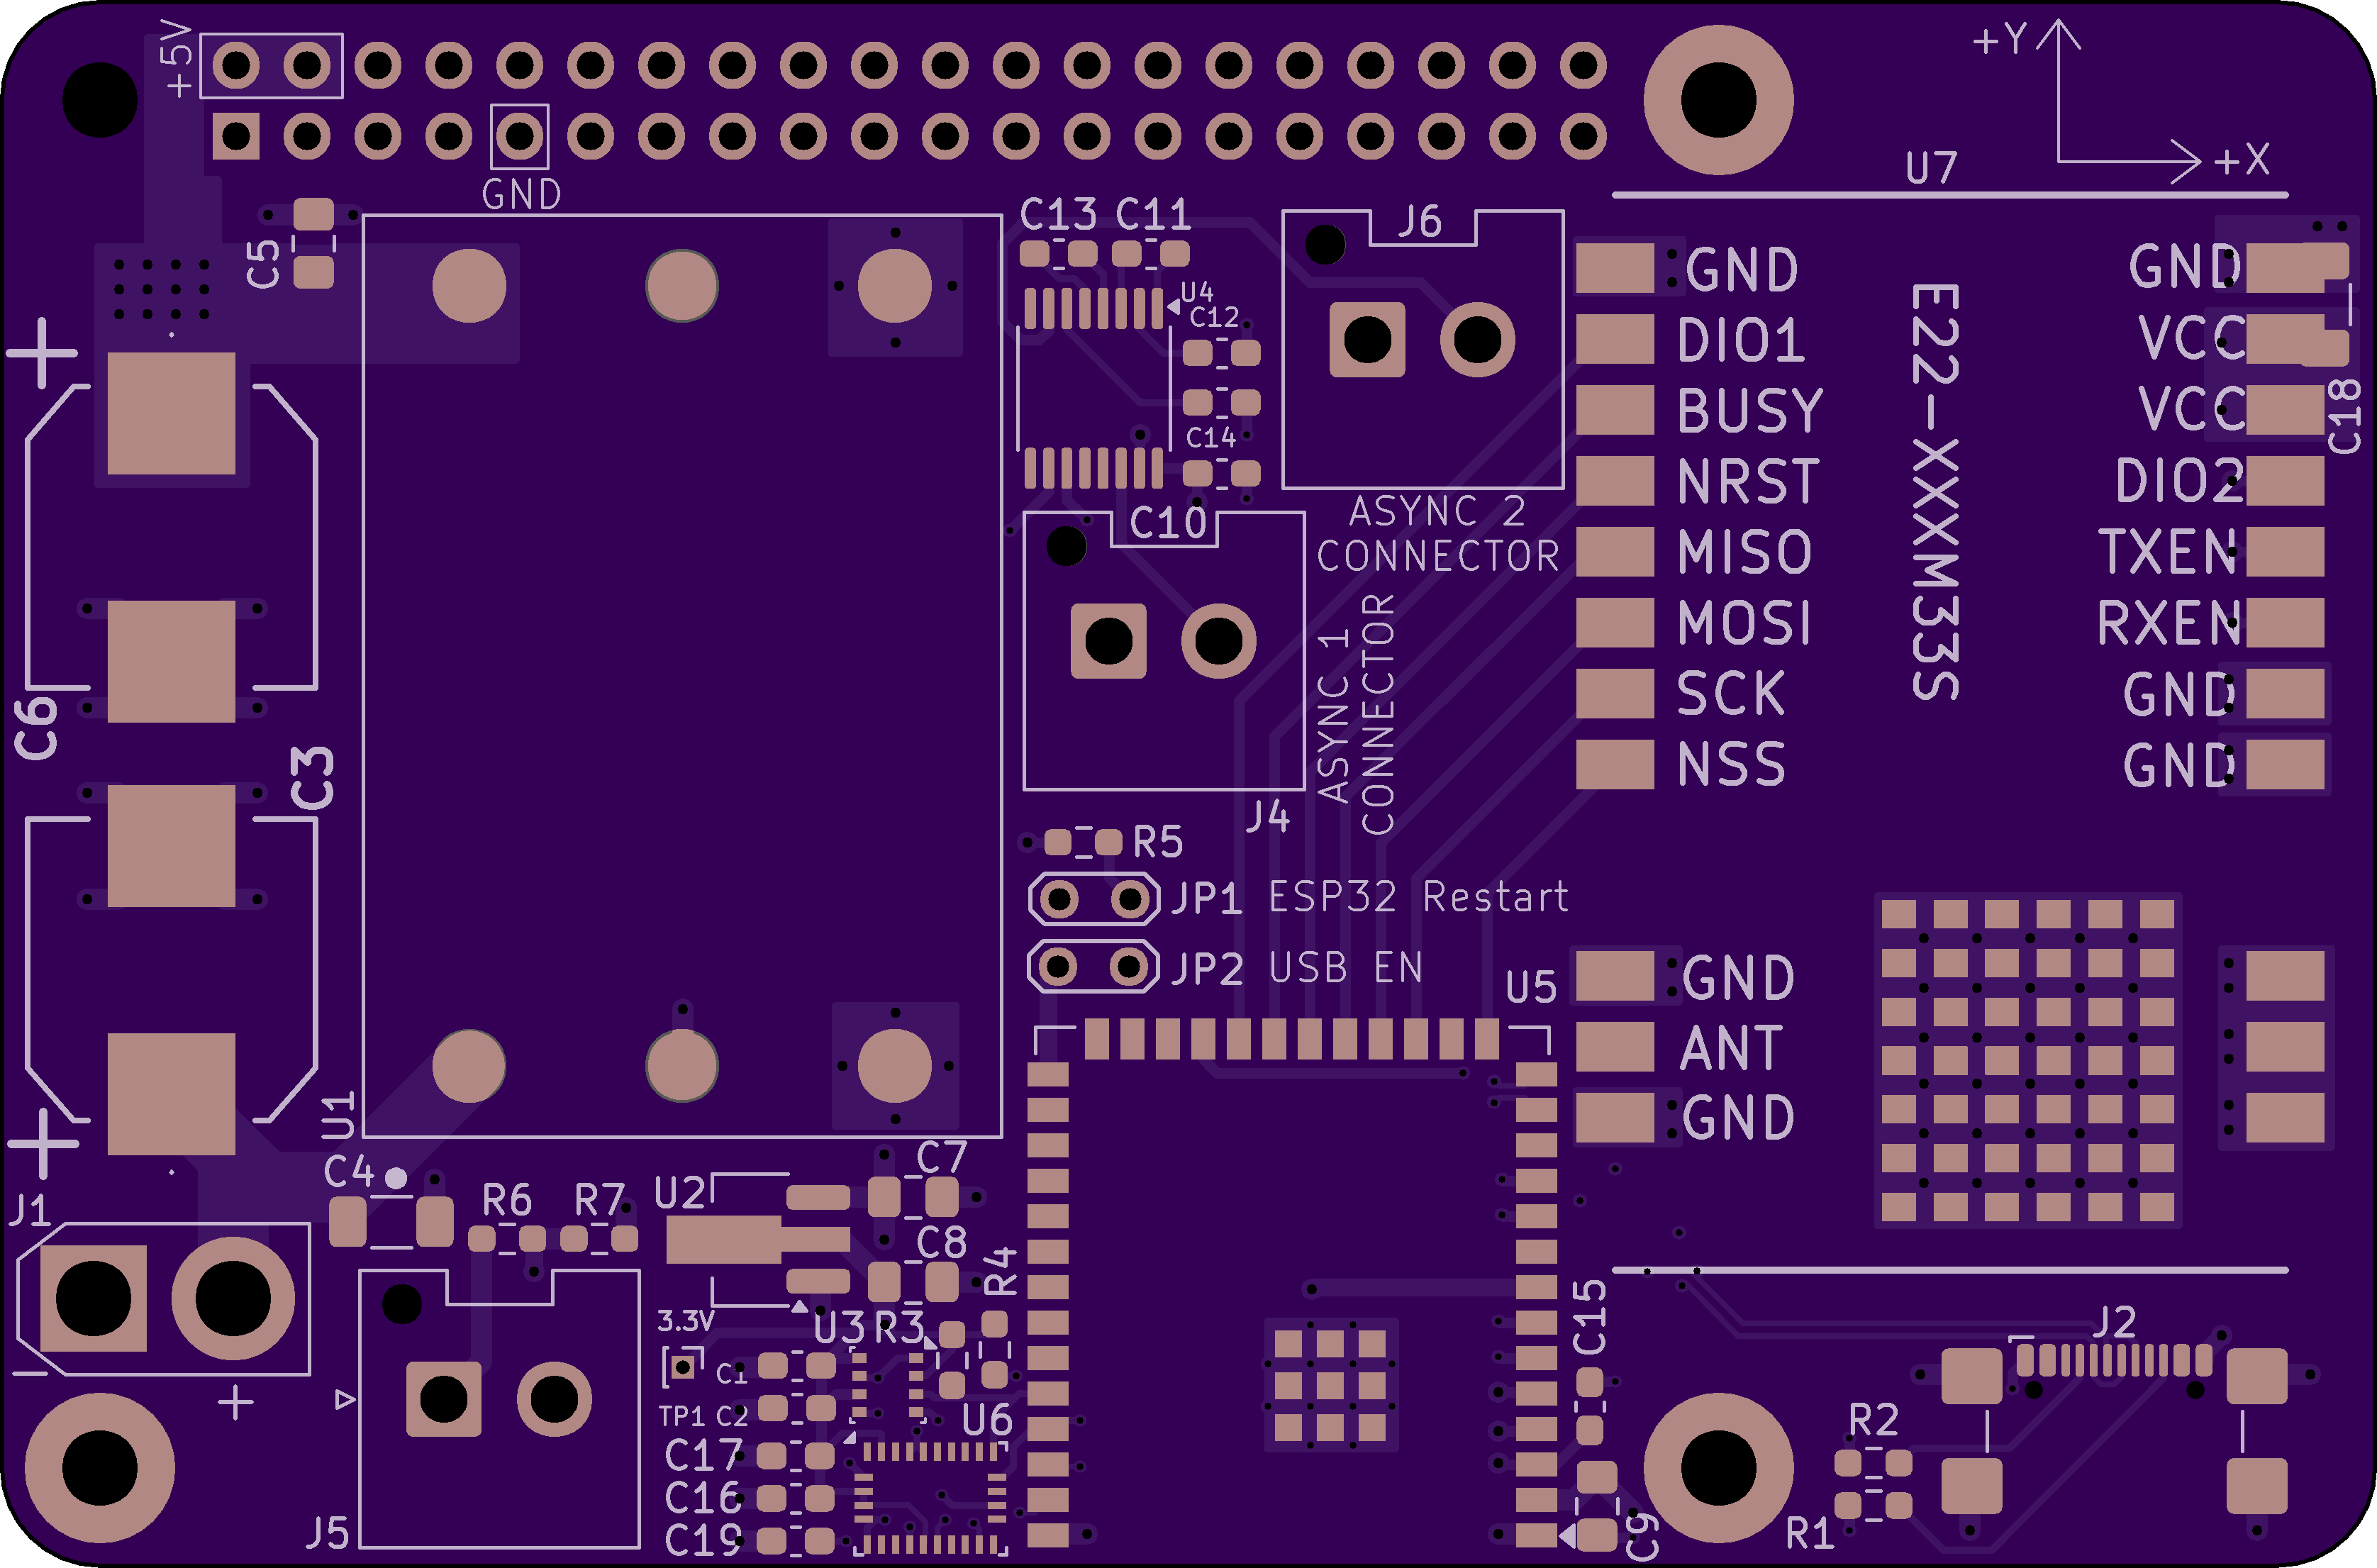 +5V
GND
+Y
+X
U7
C5
C13
C11
U4
C12
C14
C10
J6
ASYNC 2
CONNECTOR
ASYNC 1
CONNECTOR
J4
GND
DIO1
BUSY
NRST
MISO
MOSI
SCK
NSS
E22-XXXM33S
GND
VCC
VCC
DIO2
TXEN
RXEN
GND
GND
C18
+
C6
C3
R5
JP1 ESP32 Restart
JP2 USB EN
U5
GND
ANT
GND
+
U1
C4
J1
R6
R7
U2
C7
C8
R4
−
+
3.3V
U3
R3
C1
TP1
C2
U6
C17
C16
C19
J5
C15
C9
J2
R2
R1